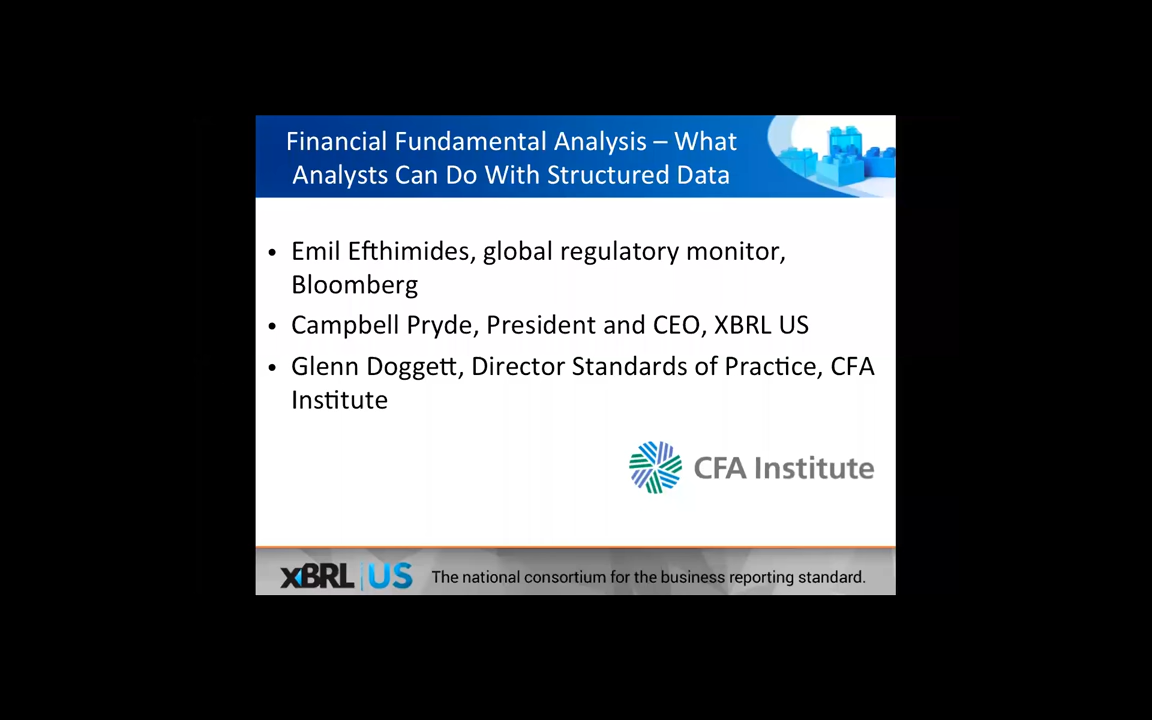 Financial Fundamental Analysis – What
Analysts Can Do With Structured Data
• Emil Efthimides, global regulatory monitor,
Bloomberg
• Campbell Pryde, President and CEO, XBRL US
• Glenn Doggett, Director Standards of Practice, CFA
Institute
CFA Institute
XBRL US The national consortium for the business reporting standard.